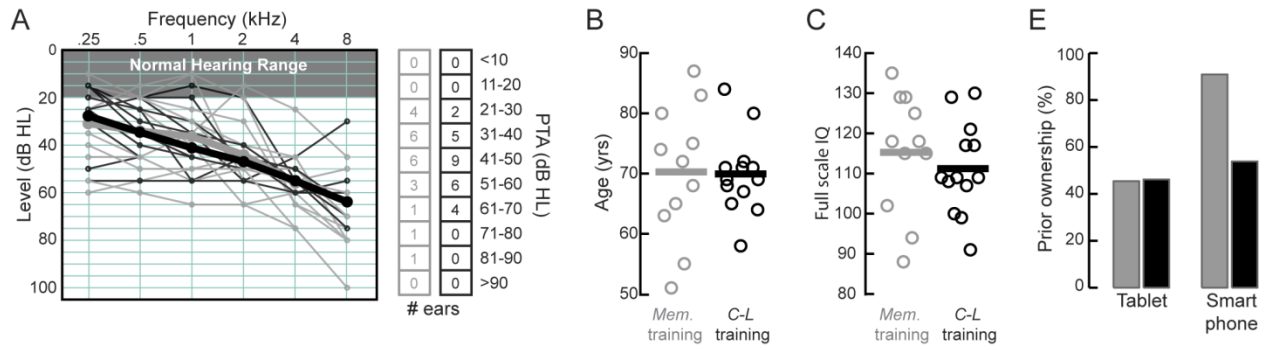 A
Frequency (kHz)
.25 .5 1 2 4 8
Level (dB HL)
0
20
40
60
80
100
Normal Hearing Range
0 0 <10
0 0 11-20
4 2 21-30
6 5 31-40
6 9 41-50
3 6 51-60
1 4 61-70
1 0 71-80
1 0 81-90
0 0 >90
# ears
PTA (dB HL)
B
Age (yrs)
90
80
70
60
50
Mem. training
C-L training
C
Full scale IQ
140
130
120
110
100
90
80
Mem. training
C-L training
E
Prior ownership (%)
100
80
60
40
20
0
Tablet
Smart
phone